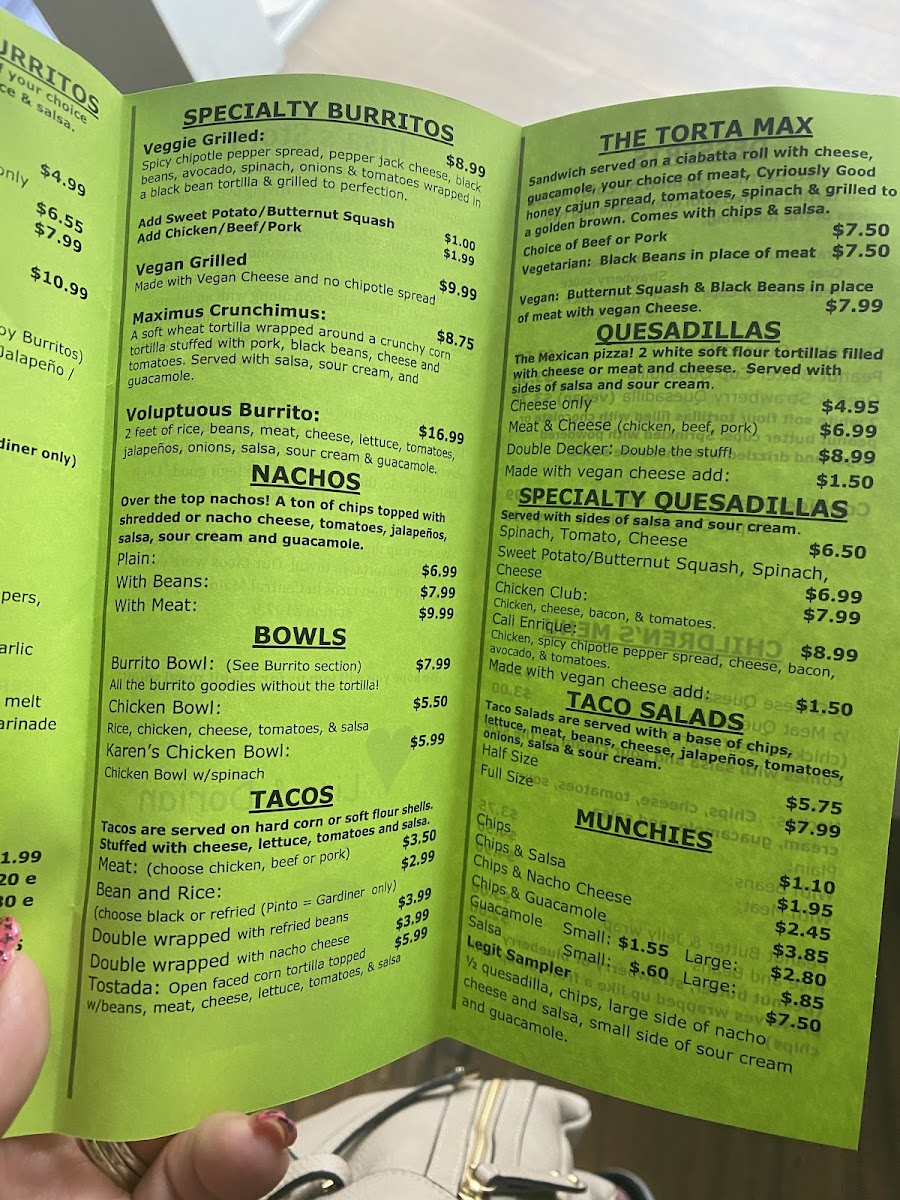 URRITOS
f your choice
ce & salsa.
only
$4.99
$6.55
$7.99
$10.99
oy Burritos)
Jalapeño /
diner only)
pers,
arlic
melt
arinade
1.99
20 e
30 e
SPECIALTY BURRITOS
Veggie Grilled:
$8.99
Spicy chipotle pepper spread, pepper jack cheese, black
beans, avocado, spinach, onions & tomatoes wrapped in
a black bean tortilla & grilled to perfection.
Add Sweet Potato/Butternut Squash
$1.00
Add Chicken/Beef/Pork
$1.99
Vegan Grilled
$9.99
Made with Vegan Cheese and no chipotle spread
Maximus Crunchimus:
$8.75
A soft wheat tortilla wrapped around a crunchy corn
tortilla stuffed with pork, black beans, cheese and
tomatoes. Served with salsa, sour cream, and
guacamole.
Voluptuous Burrito:
$16.99
2 feet of rice, beans, meat, cheese, lettuce, tomatoes,
jalapeños, onions, salsa, sour cream & guacamole.
NACHOS
Over the top nachos! A ton of chips topped with
shredded or nacho cheese, tomatoes, jalapeños,
salsa, sour cream and guacamole.
Plain: $6.99
With Beans: $7.99
With Meat: $9.99
BOWLS
Burrito Bowl: (See Burrito section) $7.99
All the burrito goodies without the tortilla!
Chicken Bowl: $5.50
Rice, chicken, cheese, tomatoes, & salsa
Karen's Chicken Bowl: $5.99
Chicken Bowl w/spinach
TACOS
Tacos are served on hard corn or soft flour shells.
Stuffed with cheese, lettuce, tomatoes and salsa.
Meat: (choose chicken, beef or pork) $3.50
Bean and Rice: $2.99
(choose black or refried (Pinto = Gardiner only)
Double wrapped with refried beans $3.99
Double wrapped with nacho cheese $3.99
Tostada: Open faced corn tortilla topped $5.99
w/beans, meat, cheese, lettuce, tomatoes, & salsa
THE TORTA MAX
Sandwich served on a ciabatta roll with cheese,
guacamole, your choice of meat, Cyriously Good
honey cajun spread, tomatoes, spinach & grilled to
a golden brown. Comes with chips & salsa.
Choice of Beef or Pork $7.50
Vegetarian: Black Beans in place of meat $7.50
Vegan: Butternut Squash & Black Beans in place
of meat with vegan Cheese. $7.99
QUESADILLAS
The Mexican pizza! 2 white soft flour tortillas filled
with cheese or meat and cheese. Served with
sides of salsa and sour cream.
Cheese only $4.95
Meat & Cheese (chicken, beef, pork) $6.99
Double Decker: Double the stuff! $8.99
Made with vegan cheese add: $1.50
SPECIALTY QUESADILLAS
Served with sides of salsa and sour cream.
Spinach, Tomato, Cheese $6.50
Sweet Potato/Butternut Squash, Spinach,
Cheese $6.99
Chicken Club: $7.99
Chicken, cheese, bacon, & tomatoes.
Cali Enrique: $8.99
Chicken, spicy chipotle pepper spread, cheese, bacon,
avocado, & tomatoes.
Made with vegan cheese add: $1.50
TACO SALADS
Taco Salads are served with a base of chips,
lettuce, meat, beans, cheese, jalapeños, tomatoes,
onions, salsa & sour cream.
Half Size $5.75
Full Size $7.99
MUNCHIES
Chips $1.10
Chips & Salsa $1.95
Chips & Nacho Cheese $2.45
Chips & Guacamole $3.85
Guacamole Small: $1.55 Large: $2.80
Salsa Small: $.60 Large: $.85
Legit Sampler $7.50
½ quesadilla, chips, large side of nacho
cheese and salsa, small side of sour cream
and guacamole.